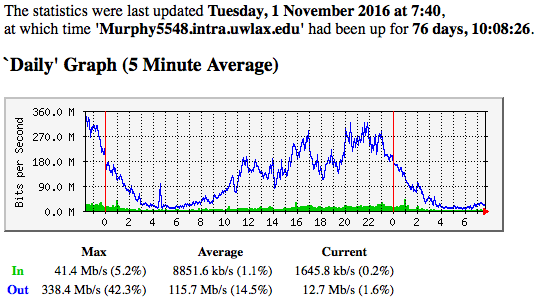 The statistics were last updated Tuesday, 1 November 2016 at 7:40,
at which time 'Murphy5548.intra.uwlax.edu' had been up for 76 days, 10:08:26.
`Daily' Graph (5 Minute Average)
360.0 M
270.0 M
180.0 M
90.0 M
0.0 M
Bits per Second
0 2 4 6 8 10 12 14 16 18 20 22 0 2 4 6
Max Average Current
In 41.4 Mb/s (5.2%) 8851.6 kb/s (1.1%) 1645.8 kb/s (0.2%)
Out 338.4 Mb/s (42.3%) 115.7 Mb/s (14.5%) 12.7 Mb/s (1.6%)